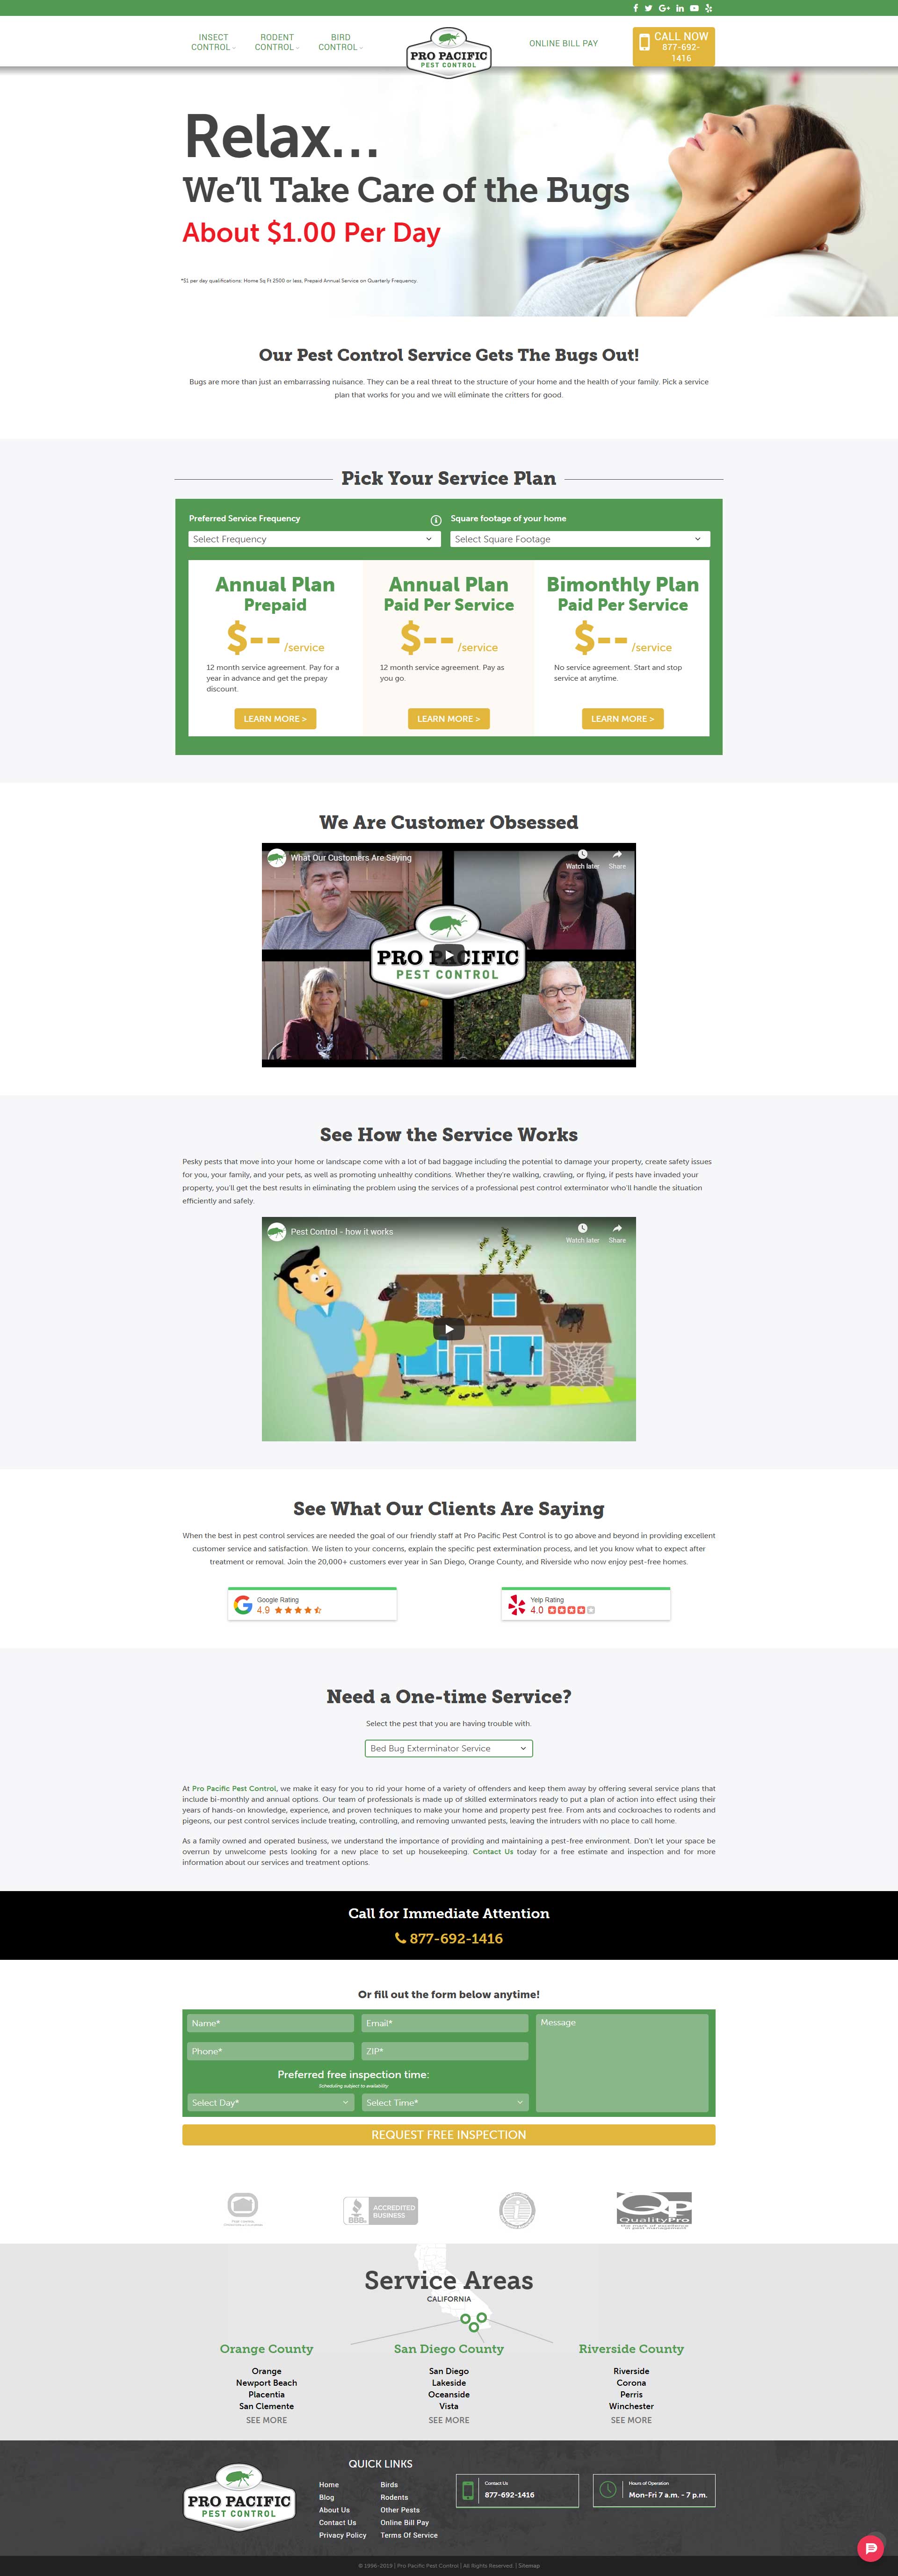 INSECT
CONTROL
RODENT
CONTROL
BIRD
CONTROL
PRO PACIFIC
PEST CONTROL
ONLINE BILL PAY
CALL NOW
877-692-
1416
Relax...
We'll Take Care of the Bugs
About $1.00 Per Day
*$1 per day qualifications: Home Sq Ft 2500 or less, Prepaid Annual Service on Quarterly Frequency.
Our Pest Control Service Gets The Bugs Out!
Bugs are more than just an embarrassing nuisance. They can be a real threat to the structure of your home and the health of your family. Pick a service
plan that works for you and we will eliminate the critters for good.
Pick Your Service Plan
Preferred Service Frequency
Square footage of your home
Select Frequency
Select Square Footage
Annual Plan
Prepaid
$-- /service
12 month service agreement. Pay for a
year in advance and get the prepay
discount.
LEARN MORE >
Annual Plan
Paid Per Service
$-- /service
12 month service agreement. Pay as
you go.
LEARN MORE >
Bimonthly Plan
Paid Per Service
$-- /service
No service agreement. Start and stop
service at anytime.
LEARN MORE >
We Are Customer Obsessed
What Our Customers Are Saying
Watch later
Share
PRO PACIFIC
PEST CONTROL
See How the Service Works
Pesky pests that move into your home or landscape come with a lot of bad baggage including the potential to damage your property, create safety issues
for you, your family, and your pets, as well as promoting unhealthy conditions. Whether they're walking, crawling, or flying, if pests have invaded your
property, you'll get the best results in eliminating the problem using the services of a professional pest control exterminator who'll handle the situation
efficiently and safely.
Pest Control - how it works
Watch later
Share
See What Our Clients Are Saying
When the best in pest control services are needed the goal of our friendly staff at Pro Pacific Pest Control is to go above and beyond in providing excellent
customer service and satisfaction. We listen to your concerns, explain the specific pest extermination process, and let you know what to expect after
treatment or removal. Join the 20,000+ customers ever year in San Diego, Orange County, and Riverside who now enjoy pest-free homes.
Google Rating
4.9
Yelp Rating
4.0
Need a One-time Service?
Select the pest that you are having trouble with.
Bed Bug Exterminator Service
At Pro Pacific Pest Control, we make it easy for you to rid your home of a variety of offenders and keep them away by offering several service plans that
include bi-monthly and annual options. Our team of professionals is made up of skilled exterminators ready to put a plan of action into effect using their
years of hands-on knowledge, experience, and proven techniques to make your home and property pest free. From ants and cockroaches to rodents and
pigeons, our pest control services include treating, controlling, and removing unwanted pests, leaving the intruders with no place to call home.
As a family owned and operated business, we understand the importance of providing and maintaining a pest-free environment. Don't let your space be
overrun by unwelcome pests looking for a new place to set up housekeeping. Contact Us today for a free estimate and inspection and for more
information about our services and treatment options.
Call for Immediate Attention
877-692-1416
Or fill out the form below anytime!
Name*
Email*
Message
Phone*
ZIP*
Preferred free inspection time:
Scheduling subject to availability
Select Day*
Select Time*
REQUEST FREE INSPECTION
BBB
ACCREDITED
BUSINESS
QP
QualityPro
Service Areas
CALIFORNIA
Orange County
Orange
Newport Beach
Placentia
San Clemente
SEE MORE
San Diego County
San Diego
Lakeside
Oceanside
Vista
SEE MORE
Riverside County
Riverside
Corona
Perris
Winchester
SEE MORE
PRO PACIFIC
PEST CONTROL
QUICK LINKS
Home
Blog
About Us
Contact Us
Privacy Policy
Birds
Rodents
Other Pests
Online Bill Pay
Terms Of Service
Contact Us
877-692-1416
Hours of Operation
Mon-Fri 7 a.m. - 7 p.m.
© 1996-2019 | Pro Pacific Pest Control | All Rights Reserved. | Sitemap